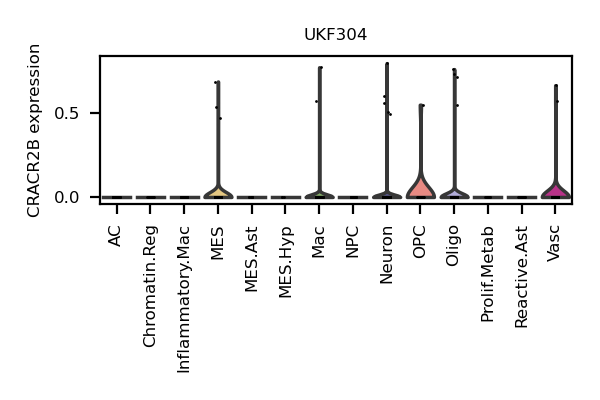 UKF304
CRACR2B expression
0.5
0.0
AC
Chromatin.Reg
Inflammatory.Mac
MES
MES.Ast
MES.Hyp
Mac
NPC
Neuron
OPC
Oligo
Prolif.Metab
Reactive.Ast
Vasc